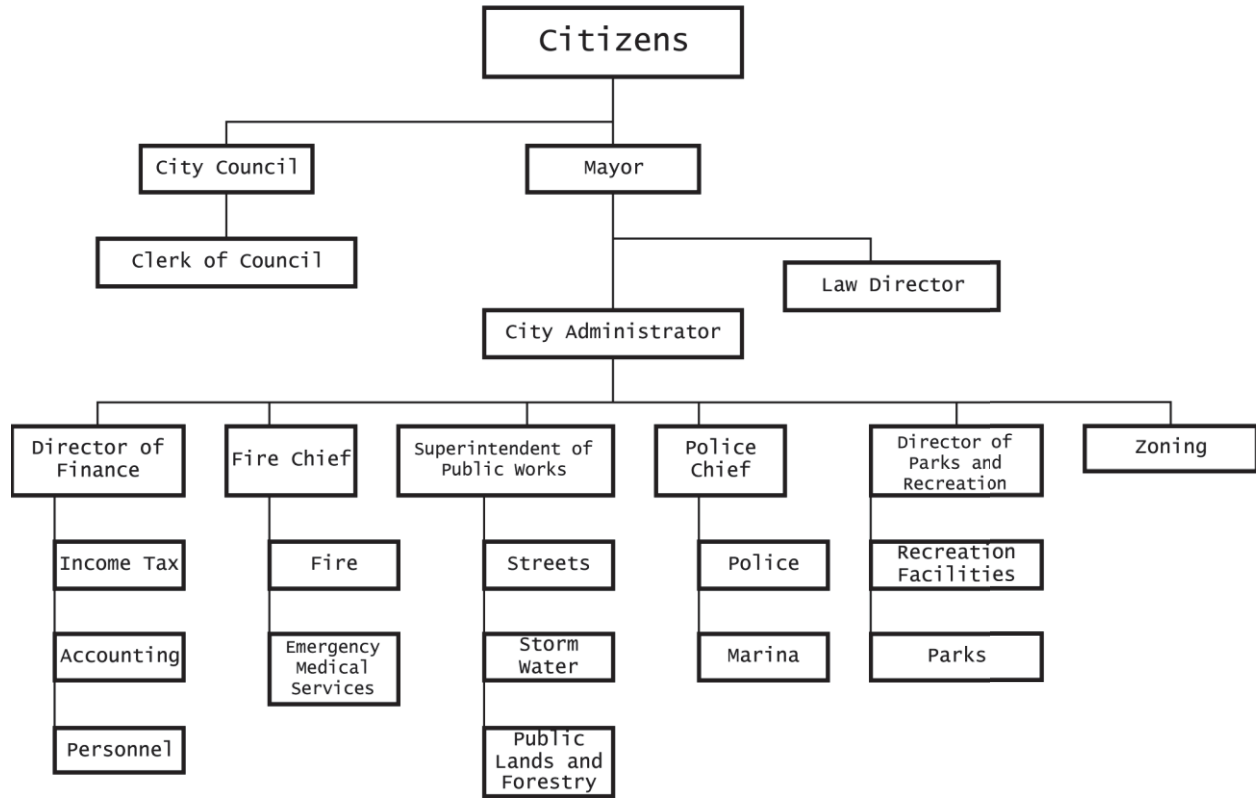 Citizens
City Council
Mayor
Clerk of Council
Law Director
City Administrator
Director of
Finance
Fire Chief
Superintendent of
Public Works
Police
Chief
Director of
Parks and
Recreation
Zoning
Income Tax
Fire
Streets
Police
Recreation
Facilities
Accounting
Emergency
Medical
Services
Storm
Water
Marina
Parks
Personnel
Public
Lands and
Forestry